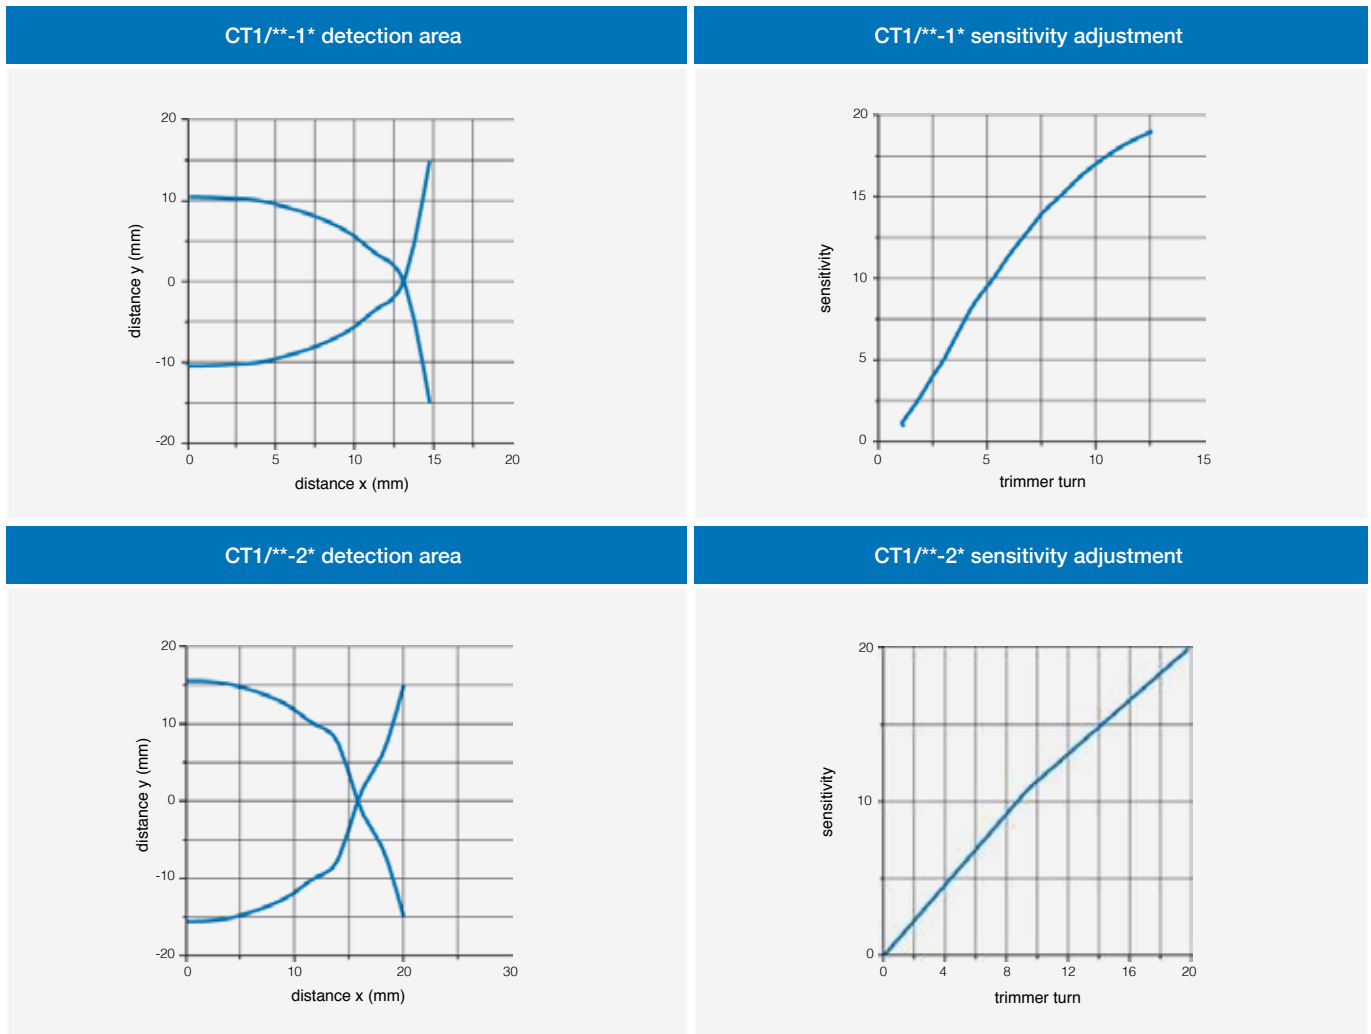 CT1/**-1* detection area
20
10
0
-10
-20
0 5 10 15 20
distance y (mm)
distance x (mm)
CT1/**-1* sensitivity adjustment
20
15
10
5
0
0 5 10 15
sensitivity
trimmer turn
CT1/**-2* detection area
20
10
0
-10
-20
0 10 20 30
distance y (mm)
distance x (mm)
CT1/**-2* sensitivity adjustment
20
10
0
0 4 8 12 16 20
sensitivity
trimmer turn